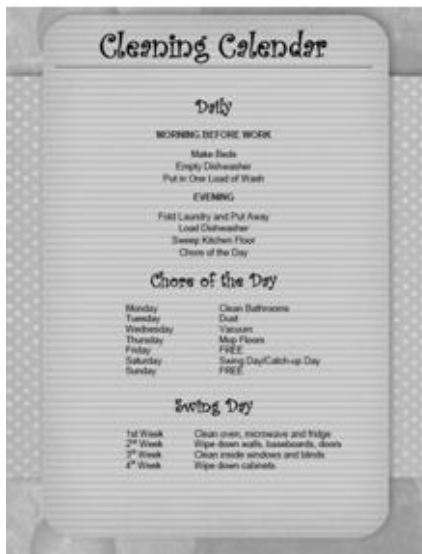 Cleaning Calendar
Daily
MORNING BEFORE WORK
Make Beds
Empty Dishwasher
Put in One Load of Wash
EVENING
Fold Laundry and Put Away
Load Dishwasher
Sweep Kitchen Floor
Chore of the Day
Chore of the Day
Monday Clean Bathrooms
Tuesday Dust
Wednesday Vacuum
Thursday Mop Floors
Friday FREE
Saturday Swing Day/Catch-up Day
Sunday FREE
Swing Day
1st Week Clean oven, microwave and fridge
2nd Week Wipe down walls, baseboards, doors
3rd Week Clean inside windows and blinds
4th Week Wipe down cabinets